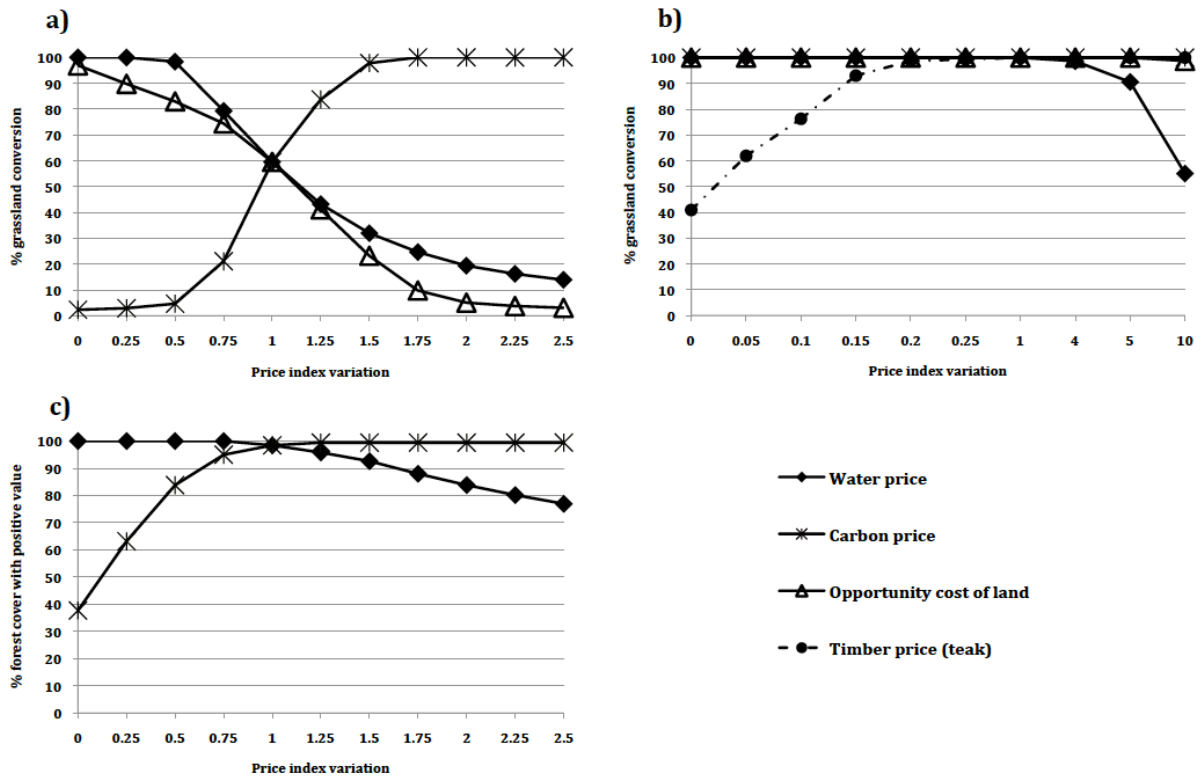 a)
100
90
80
70
60
50
40
30
20
10
0
% grassland conversion
0 0.25 0.5 0.75 1 1.25 1.5 1.75 2 2.25 2.5
Price index variation
b)
100
90
80
70
60
50
40
30
20
10
0
% grassland conversion
0 0.05 0.1 0.15 0.2 0.25 1 4 5 10
Price index variation
c)
100
90
80
70
60
50
40
30
20
10
0
% forest cover with positive value
0 0.25 0.5 0.75 1 1.25 1.5 1.75 2 2.25 2.5
Price index variation
Water price
Carbon price
Opportunity cost of land
Timber price (teak)